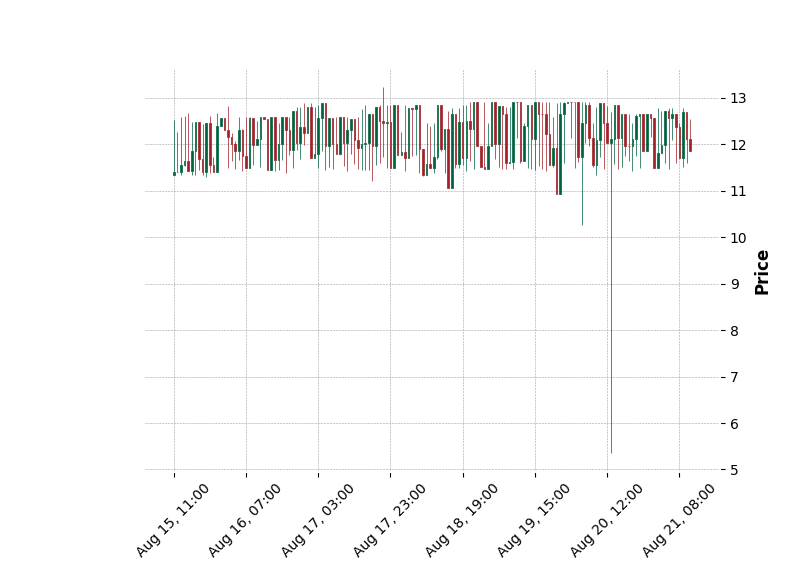 13
12
11
10
9
8
7
6
5
Price
Aug 15, 11:00
Aug 16, 07:00
Aug 17, 03:00
Aug 17, 23:00
Aug 18, 19:00
Aug 19, 15:00
Aug 20, 12:00
Aug 21, 08:00